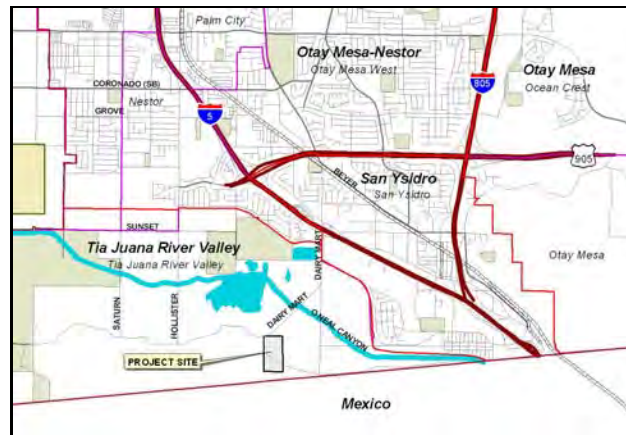 Palm City
Otay Mesa-Nestor
Otay Mesa West
Otay Mesa
Ocean Crest
805
CORONADO (SB)
Nestor
GROVE
5
905
BEYER
San Ysidro
San Ysidro
SUNSET
Tia Juana River Valley
Tia Juana River Valley
DAIRY MART
Otay Mesa
SATURN
HOLLISTER
DAIRY MART
O NEAL CANYON
PROJECT SITE
Mexico